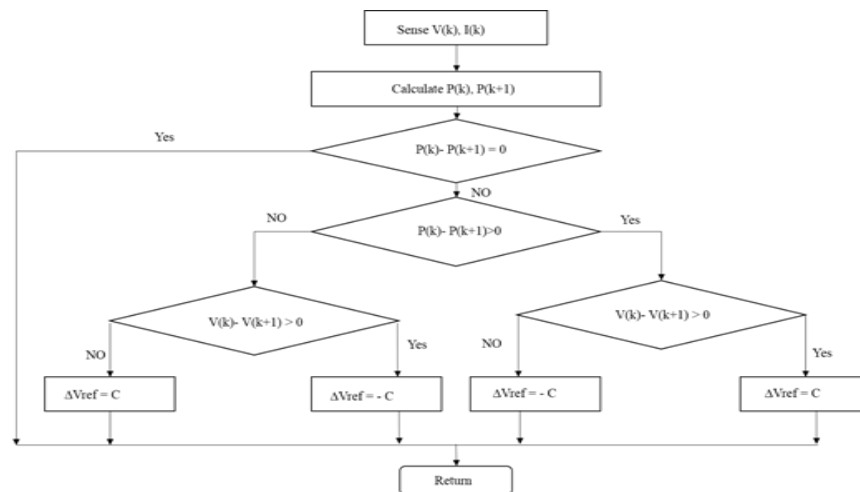 Sense V(k), I(k)
Calculate P(k), P(k+1)
Yes
P(k)- P(k+1) = 0
NO
NO
P(k)- P(k+1)>0
Yes
V(k)- V(k+1) > 0
V(k)- V(k+1) > 0
NO
Yes
NO
Yes
ΔVref = C
ΔVref = - C
ΔVref = - C
ΔVref = C
Return